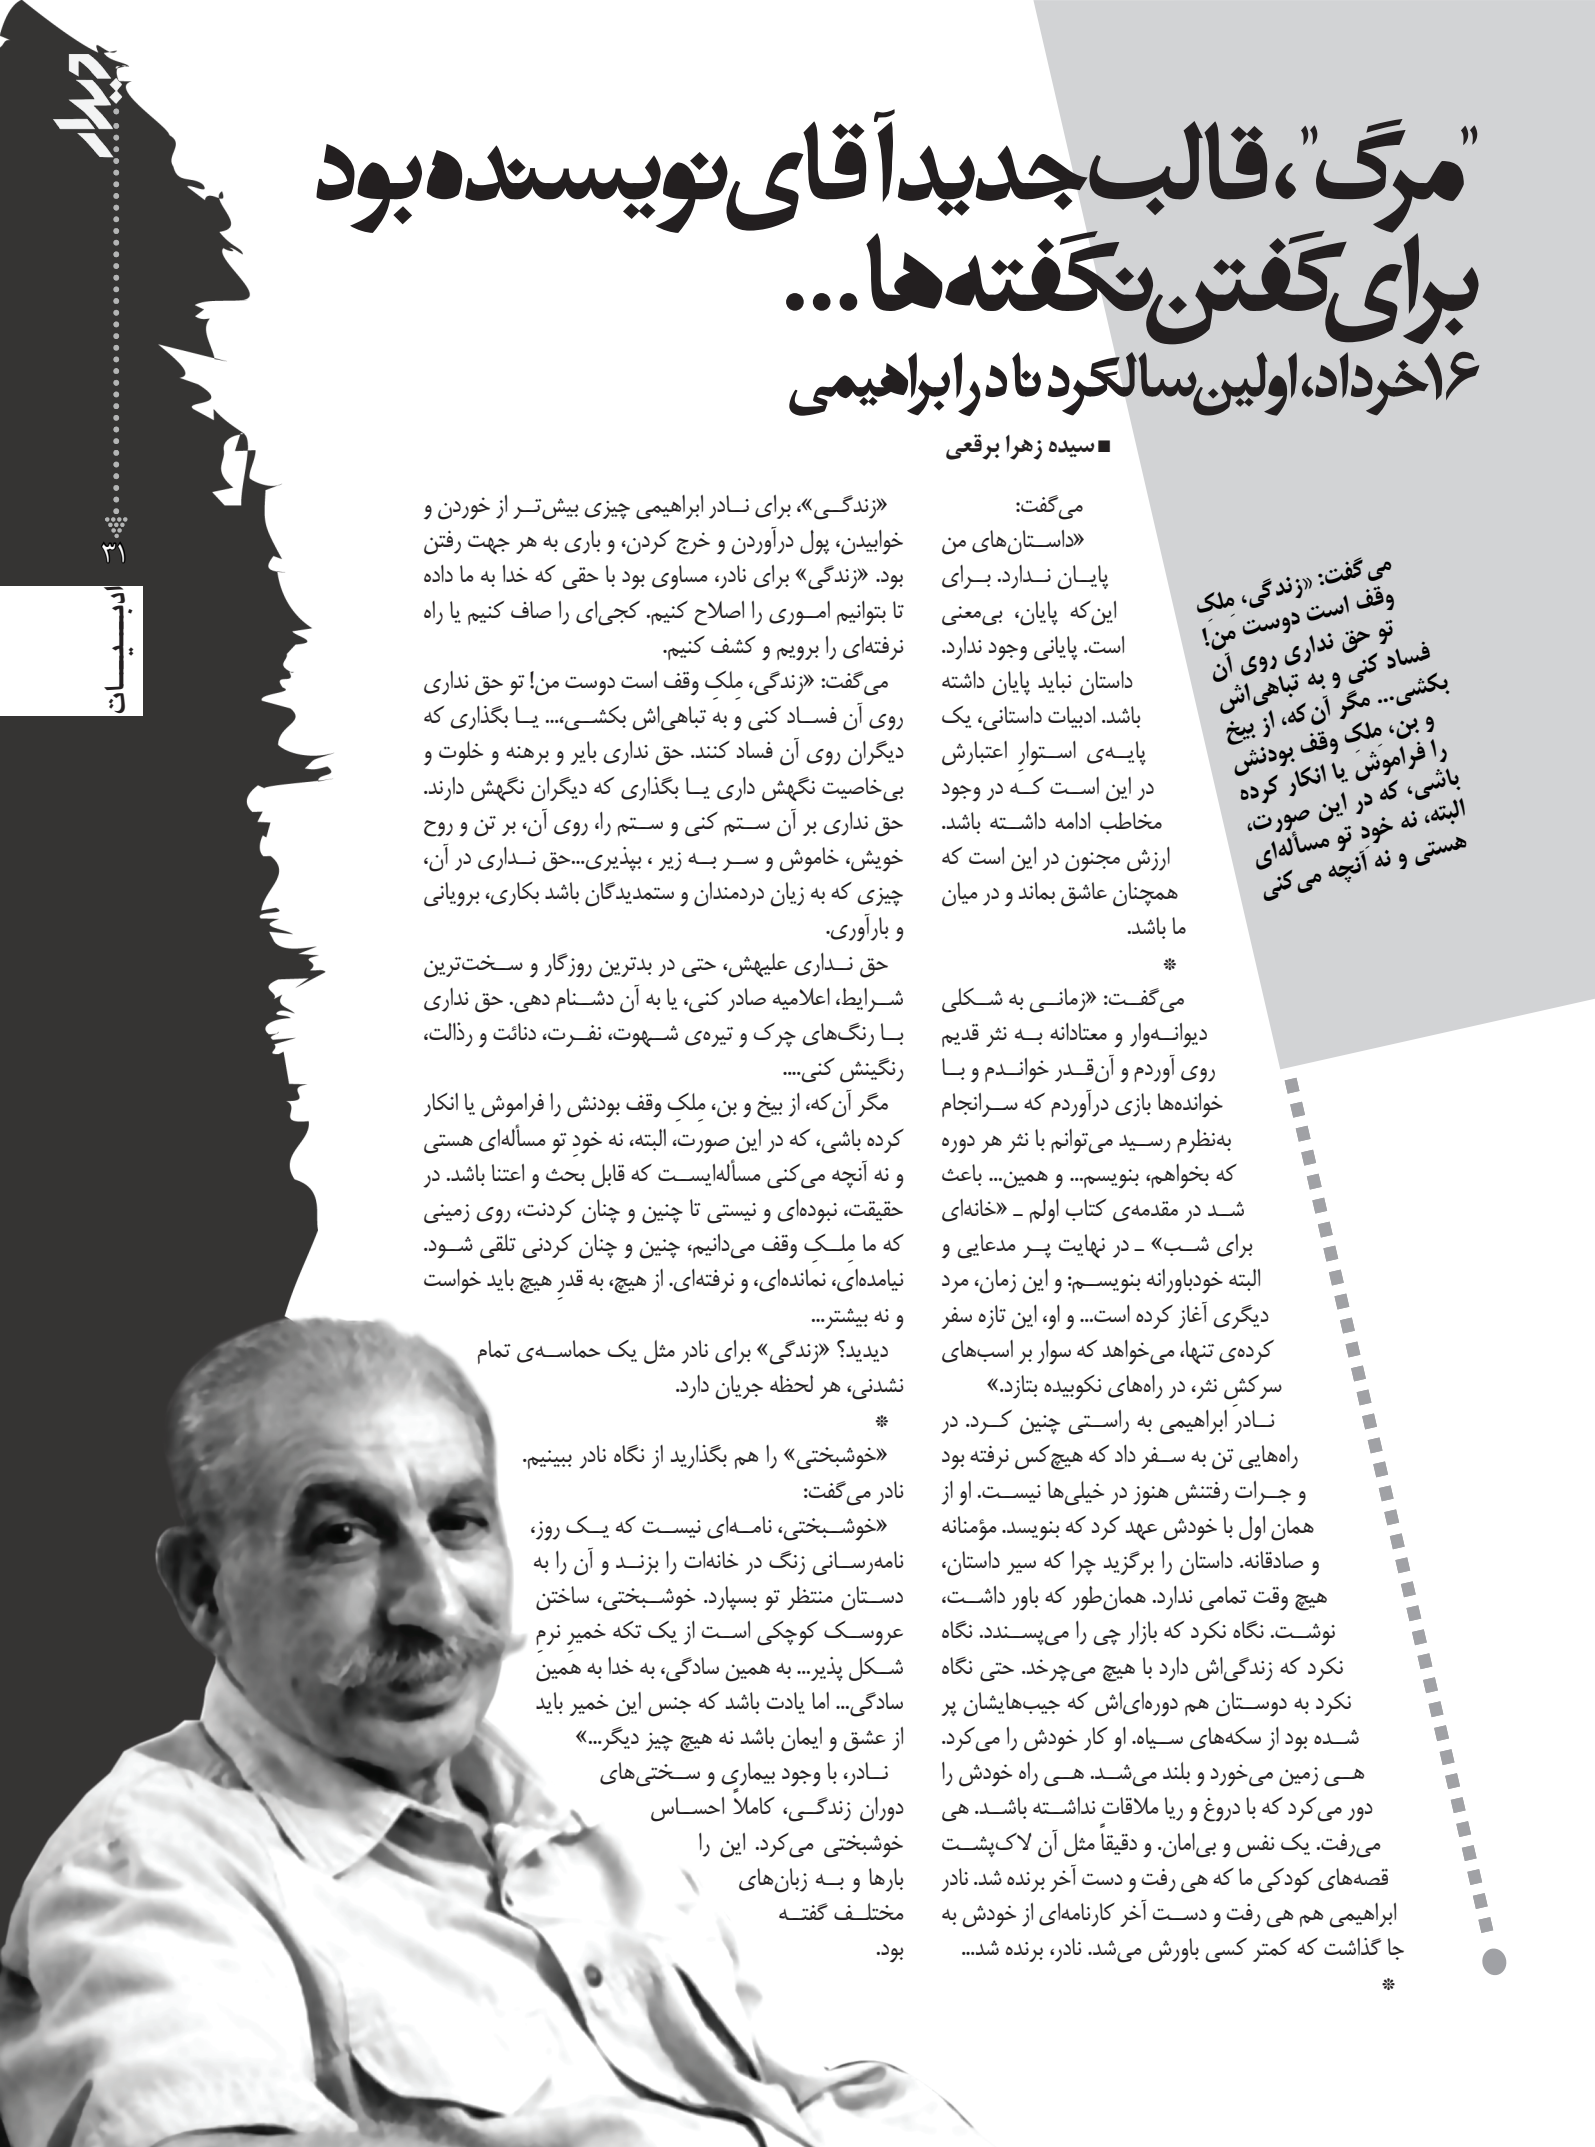 دیدار
۳۱
ادبیات
"مرگ"، قالب جدید آقای نویسنده بود
برای گفتن نگفته‌ها...
۱۶ خرداد، اولین سالگرد نادر ابراهیمی
■ سیده زهرا برقعی
می‌گفت: «زندگی، مِلکِ
وقف است دوست من!
تو حق نداری روی آن
فساد کنی و به تباهی‌اش
بکشی... مگر آن‌که، از بیخ
و بن، مِلکِ وقف بودنش
را فراموش یا انکار کرده
باشی، که در این صورت،
البته، نه خودِ تو مسأله‌ای
هستی و نه آنچه می‌کنی
می‌گفت:
«داستان‌های من
پایان ندارد. برای
این‌که پایان، بی‌معنی
است. پایانی وجود ندارد.
داستان نباید پایان داشته
باشد. ادبیات داستانی، یک
پایه‌ی استوارِ اعتبارش
در این است که در وجود
مخاطب ادامه داشته باشد.
ارزش مجنون در این است که
همچنان عاشق بماند و در میان
ما باشد.
*
می‌گفت: «زمانی به شکلی
دیوانه‌وار و معتادانه به نثر قدیم
روی آوردم و آن‌قدر خواندم و با
خوانده‌ها بازی درآوردم که سرانجام
به‌نظرم رسید می‌توانم با نثر هر دوره
که بخواهم، بنویسم... و همین... باعث
شد در مقدمه‌ی کتاب اولم ـ «خانه‌ای
برای شب» ـ در نهایت پر مدعایی و
البته خودباورانه بنویسم: و این زمان، مرد
دیگری آغاز کرده است... و او، این تازه سفر
کرده‌ی تنها، می‌خواهد که سوار بر اسب‌های
سرکشِ نثر، در راه‌های نکوبیده بتازد.»
نادر ابراهیمی به راستی چنین کرد. در
راه‌هایی تن به سفر داد که هیچ‌کس نرفته بود
و جرات رفتنش هنوز در خیلی‌ها نیست. او از
همان اول با خودش عهد کرد که بنویسد. مؤمنانه
و صادقانه. داستان را برگزید چرا که سیر داستان،
هیچ وقت تمامی ندارد. همان‌طور که باور داشت،
نوشت. نگاه نکرد که بازار چی را می‌پسندد. نگاه
نکرد که زندگی‌اش دارد با هیچ می‌چرخد. حتی نگاه
نکرد به دوستان هم دوره‌ای‌اش که جیب‌هایشان پر
شده بود از سکه‌های سیاه. او کار خودش را می‌کرد.
هی زمین می‌خورد و بلند می‌شد. هی راه خودش را
دور می‌کرد که با دروغ و ریا ملاقات نداشته باشد. هی
می‌رفت. یک نفس و بی‌امان. و دقیقاً مثل آن لاک‌پشت
قصه‌های کودکی ما که هی رفت و دست آخر برنده شد. نادر
ابراهیمی هم هی رفت و دست آخر کارنامه‌ای از خودش به
جا گذاشت که کمتر کسی باورش می‌شد. نادر، برنده شد...
*
«زندگی»، برای نادر ابراهیمی چیزی بیش‌تر از خوردن و
خوابیدن، پول درآوردن و خرج کردن، و باری به هر جهت رفتن
بود. «زندگی» برای نادر، مساوی بود با حقی که خدا به ما داده
تا بتوانیم اموری را اصلاح کنیم. کجی‌ای را صاف کنیم یا راه
نرفته‌ای را برویم و کشف کنیم.
می‌گفت: «زندگی، مِلکِ وقف است دوست من! تو حق نداری
روی آن فساد کنی و به تباهی‌اش بکشی،... یا بگذاری که
دیگران روی آن فساد کنند. حق نداری بایر و برهنه و خلوت و
بی‌خاصیت نگهش داری یا بگذاری که دیگران نگهش دارند.
حق نداری بر آن ستم کنی و ستم را، روی آن، بر تن و روح
خویش، خاموش و سر به زیر ، بپذیری...حق نداری در آن،
چیزی که به زیان دردمندان و ستمدیدگان باشد بکاری، برویانی
و بارآوری.
حق نداری علیهش، حتی در بدترین روزگار و سخت‌ترین
شرایط، اعلامیه صادر کنی، یا به آن دشنام دهی. حق نداری
با رنگ‌های چرک و تیره‌ی شهوت، نفرت، دنائت و رذالت،
رنگینش کنی....
مگر آن‌که، از بیخ و بن، مِلکِ وقف بودنش را فراموش یا انکار
کرده باشی، که در این صورت، البته، نه خودِ تو مسأله‌ای هستی
و نه آنچه می‌کنی مسأله‌ایست که قابل بحث و اعتنا باشد. در
حقیقت، نبوده‌ای و نیستی تا چنین و چنان کردنت، روی زمینی
که ما مِلکِ وقف می‌دانیم، چنین و چنان کردنی تلقی شود.
نیامده‌ای، نمانده‌ای، و نرفته‌ای. از هیچ، به قدرِ هیچ باید خواست
و نه بیشتر...
دیدید؟ «زندگی» برای نادر مثل یک حماسه‌ی تمام
نشدنی، هر لحظه جریان دارد.
*
«خوشبختی» را هم بگذارید از نگاه نادر ببینیم.
نادر می‌گفت:
«خوشبختی، نامه‌ای نیست که یک روز،
نامه‌رسانی زنگ در خانه‌ات را بزند و آن را به
دستان منتظر تو بسپارد. خوشبختی، ساختن
عروسک کوچکی است از یک تکه خمیرِ نرمِ
شکل پذیر... به همین سادگی، به خدا به همین
سادگی... اما یادت باشد که جنس این خمیر باید
از عشق و ایمان باشد نه هیچ چیز دیگر...»
نادر، با وجود بیماری و سختی‌های
دوران زندگی، کاملاً احساس
خوشبختی می‌کرد. این را
بارها و به زبان‌های
مختلف گفته
بود.